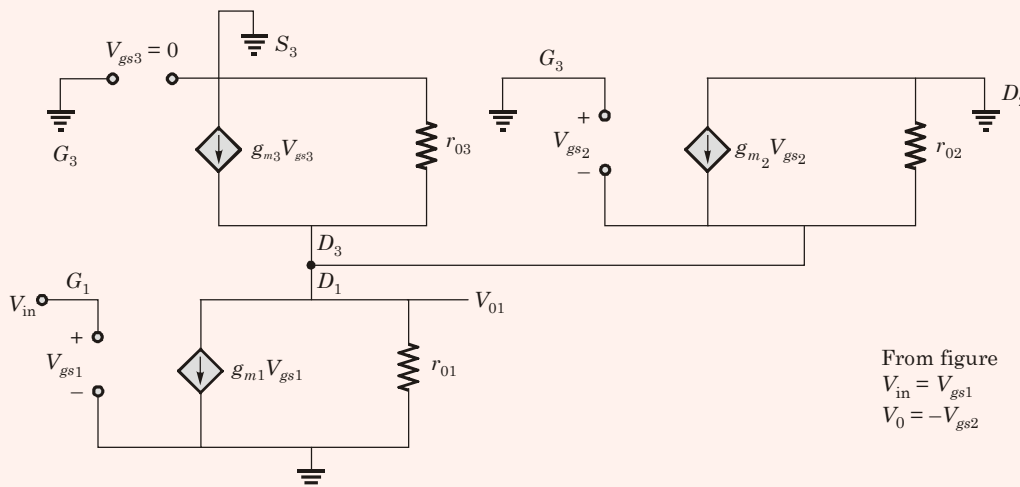 S3
Vgs3 = 0
G3
gm3Vgs3
r03
G3
+
Vgs2
–
gm2Vgs2
r02
D3
D1
G1
Vin
V01
+
Vgs1
–
gm1Vgs1
r01
From figure
Vin = Vgs1
V0 = –Vgs2